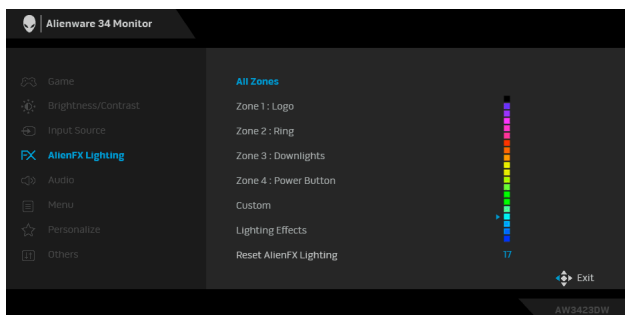 Alienware 34 Monitor
Game
Brightness/Contrast
Input Source
FX AlienFX Lighting
Audio
Menu
Personalize
Others
All Zones
Zone 1 : Logo
Zone 2 : Ring
Zone 3 : Downlights
Zone 4 : Power Button
Custom
Lighting Effects
Reset AlienFX Lighting
17
Exit
AW3423DW